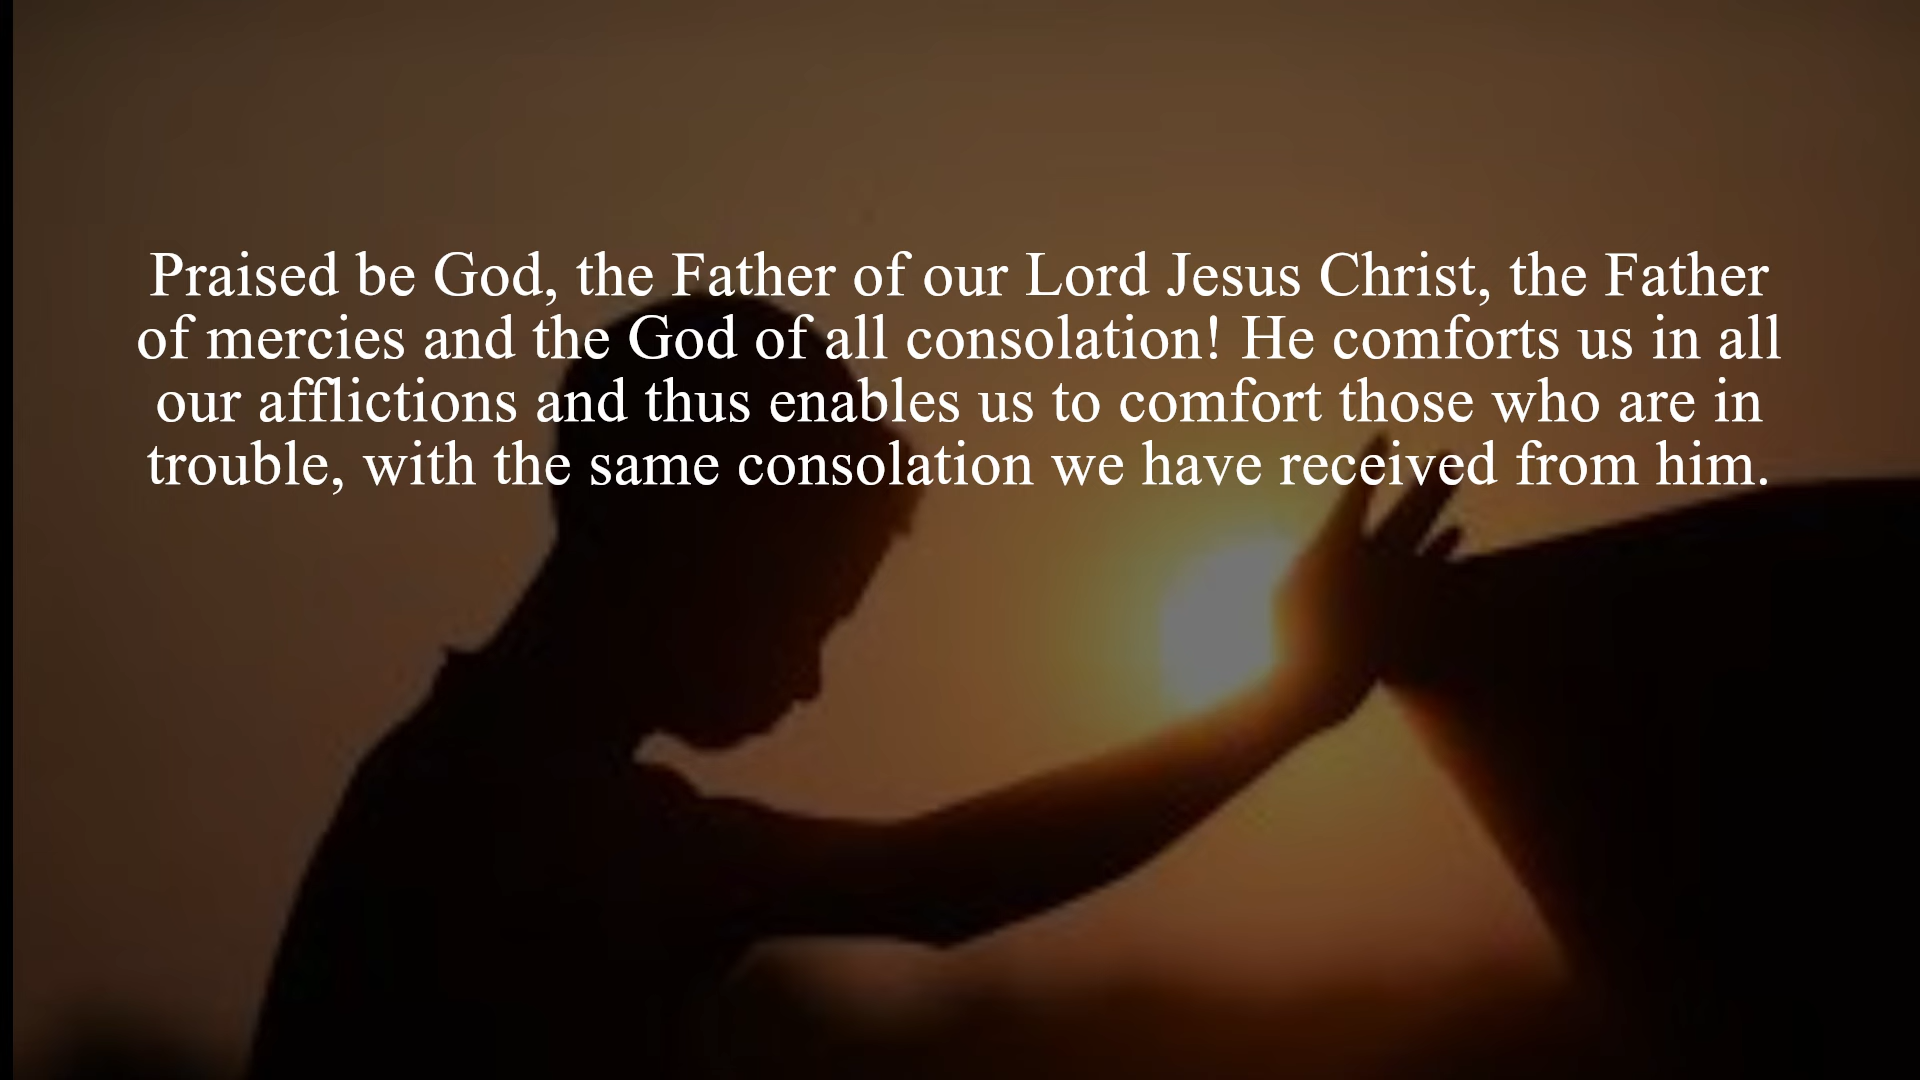 Praised be God, the Father of our Lord Jesus Christ, the Father
of mercies and the God of all consolation! He comforts us in all
our afflictions and thus enables us to comfort those who are in
trouble, with the same consolation we have received from him.